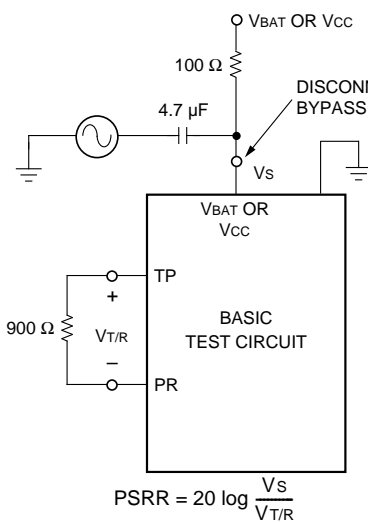 VBAT OR VCC
100 Ω
4.7 µF
BYPASS
VS
VBAT OR
VCC
TP
+
900 Ω
VT/R
BASIC
TEST CIRCUIT
–
PR
PSRR = 20 log VS
VT/R